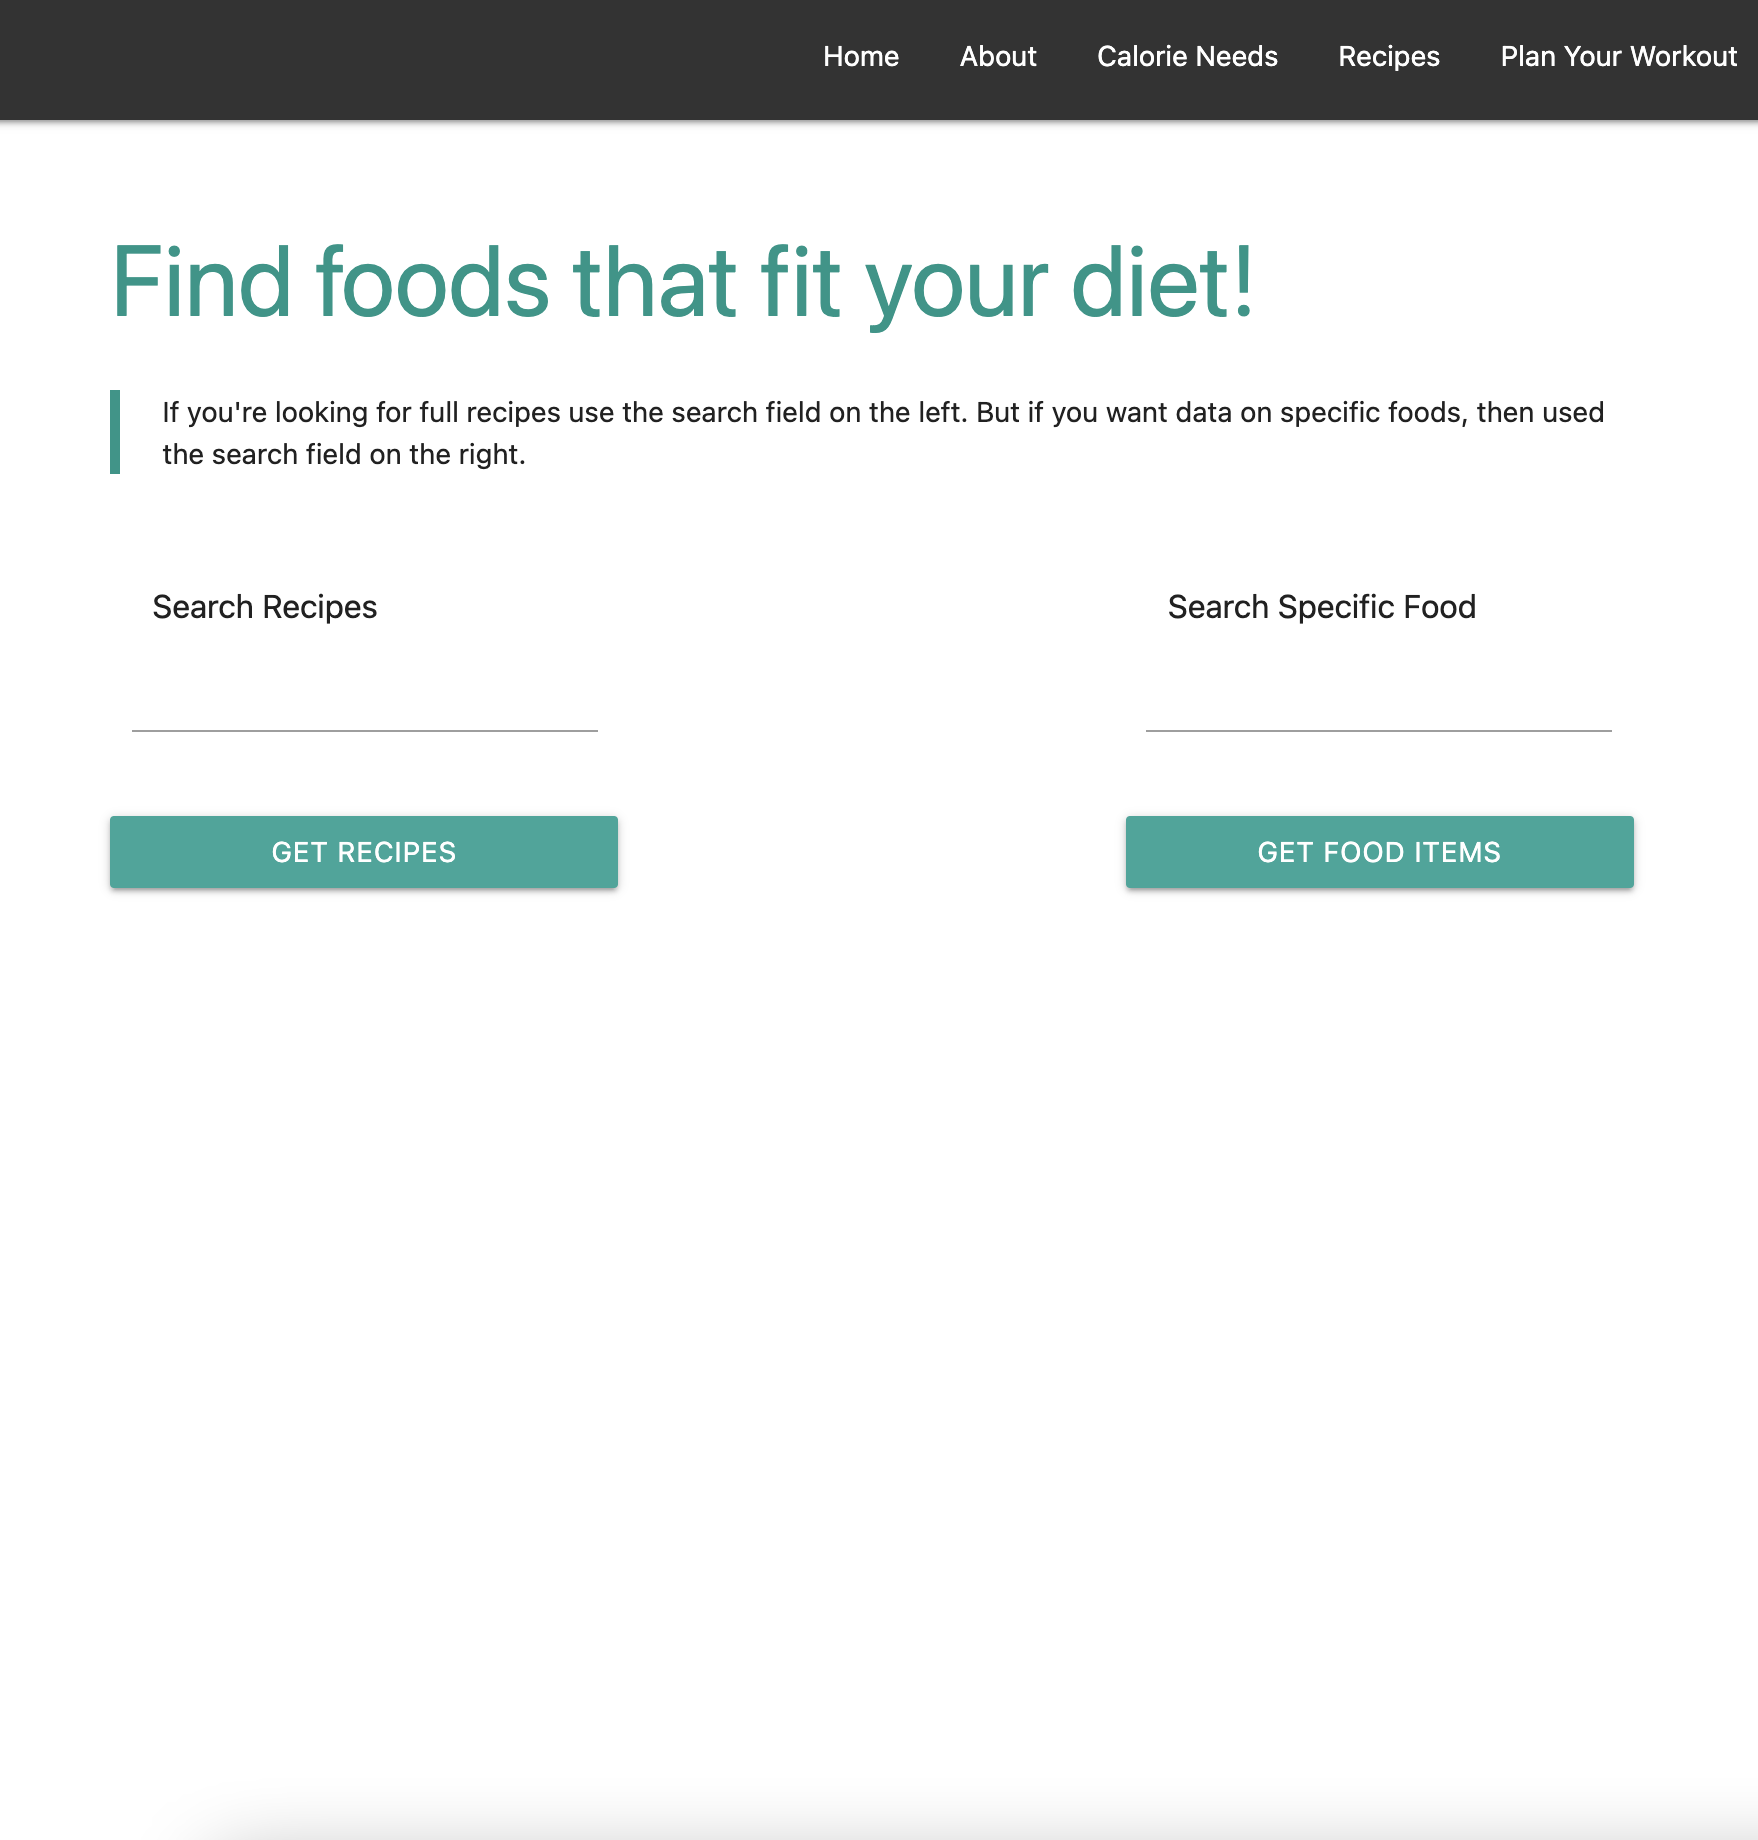 Home About Calorie Needs Recipes Plan Your Workout
Find foods that fit your diet!
If you're looking for full recipes use the search field on the left. But if you want data on specific foods, then used
the search field on the right.
Search Recipes
Search Specific Food
GET RECIPES
GET FOOD ITEMS